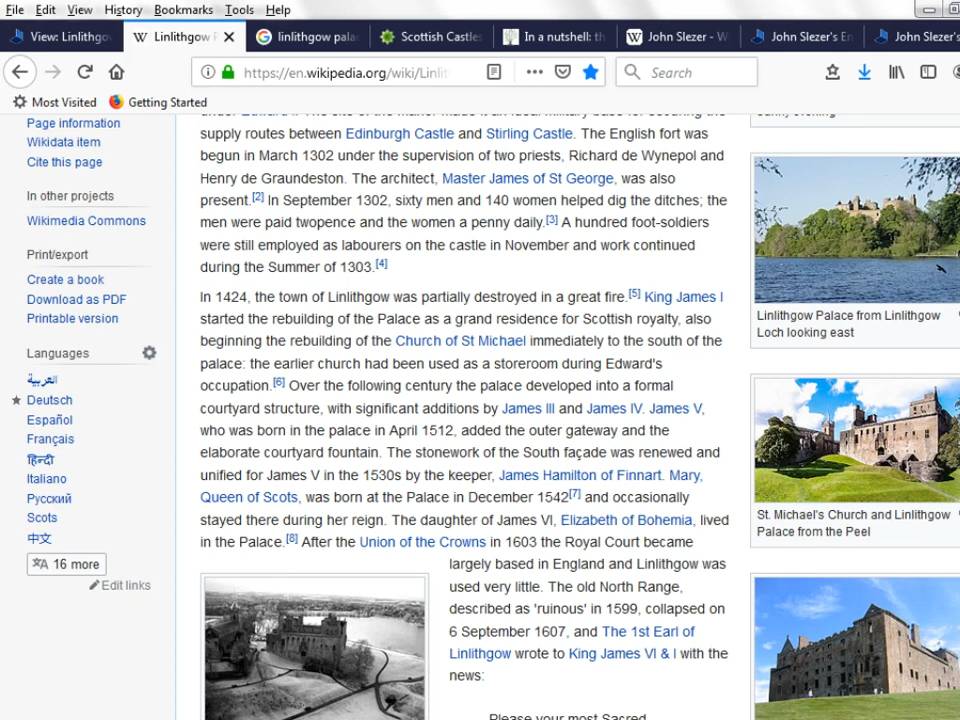 File Edit View History Bookmarks Tools Help
View: Linlithgo
Linlithgow
linlithgow pala
Scottish Castles
In a nutshell: th
John Slezer - W
John Slezer's En
John Slezer's
https://en.wikipedia.org/wiki/Linlit
Search
Most Visited Getting Started
Page information
Wikidata item
Cite this page
In other projects
Wikimedia Commons
Print/export
Create a book
Download as PDF
Printable version
Languages
العربية
Deutsch
Español
Français
हिन्दी
Italiano
Русский
Scots
中文
16 more
Edit links
supply routes between Edinburgh Castle and Stirling Castle. The English fort was
begun in March 1302 under the supervision of two priests, Richard de Wynepol and
Henry de Graundeston. The architect, Master James of St George, was also
present.[2] In September 1302, sixty men and 140 women helped dig the ditches; the
men were paid twopence and the women a penny daily.[3] A hundred foot-soldiers
were still employed as labourers on the castle in November and work continued
during the Summer of 1303.[4]
In 1424, the town of Linlithgow was partially destroyed in a great fire.[5] King James I
started the rebuilding of the Palace as a grand residence for Scottish royalty, also
beginning the rebuilding of the Church of St Michael immediately to the south of the
palace: the earlier church had been used as a storeroom during Edward's
occupation.[6] Over the following century the palace developed into a formal
courtyard structure, with significant additions by James III and James IV. James V,
who was born in the palace in April 1512, added the outer gateway and the
elaborate courtyard fountain. The stonework of the South façade was renewed and
unified for James V in the 1530s by the keeper, James Hamilton of Finnart. Mary,
Queen of Scots, was born at the Palace in December 1542[7] and occasionally
stayed there during her reign. The daughter of James VI, Elizabeth of Bohemia, lived
in the Palace.[8] After the Union of the Crowns in 1603 the Royal Court became
largely based in England and Linlithgow was
used very little. The old North Range,
described as 'ruinous' in 1599, collapsed on
6 September 1607, and The 1st Earl of
Linlithgow wrote to King James VI & I with the
news:
Please your most Sacred
Linlithgow Palace from Linlithgow
Loch looking east
St. Michael's Church and Linlithgow
Palace from the Peel